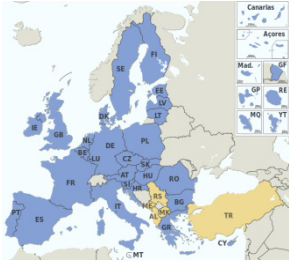 Canarias
Açores
Mad.
GF
GP
RE
MQ
YT
FI
SE
EE
LV
LT
DK
IE
GB
NL
BE
LU
DE
PL
CZ
SK
AT
HU
SI
HR
RO
FR
IT
RS
ME
BG
AL
MK
TR
PT
ES
GR
CY
MT